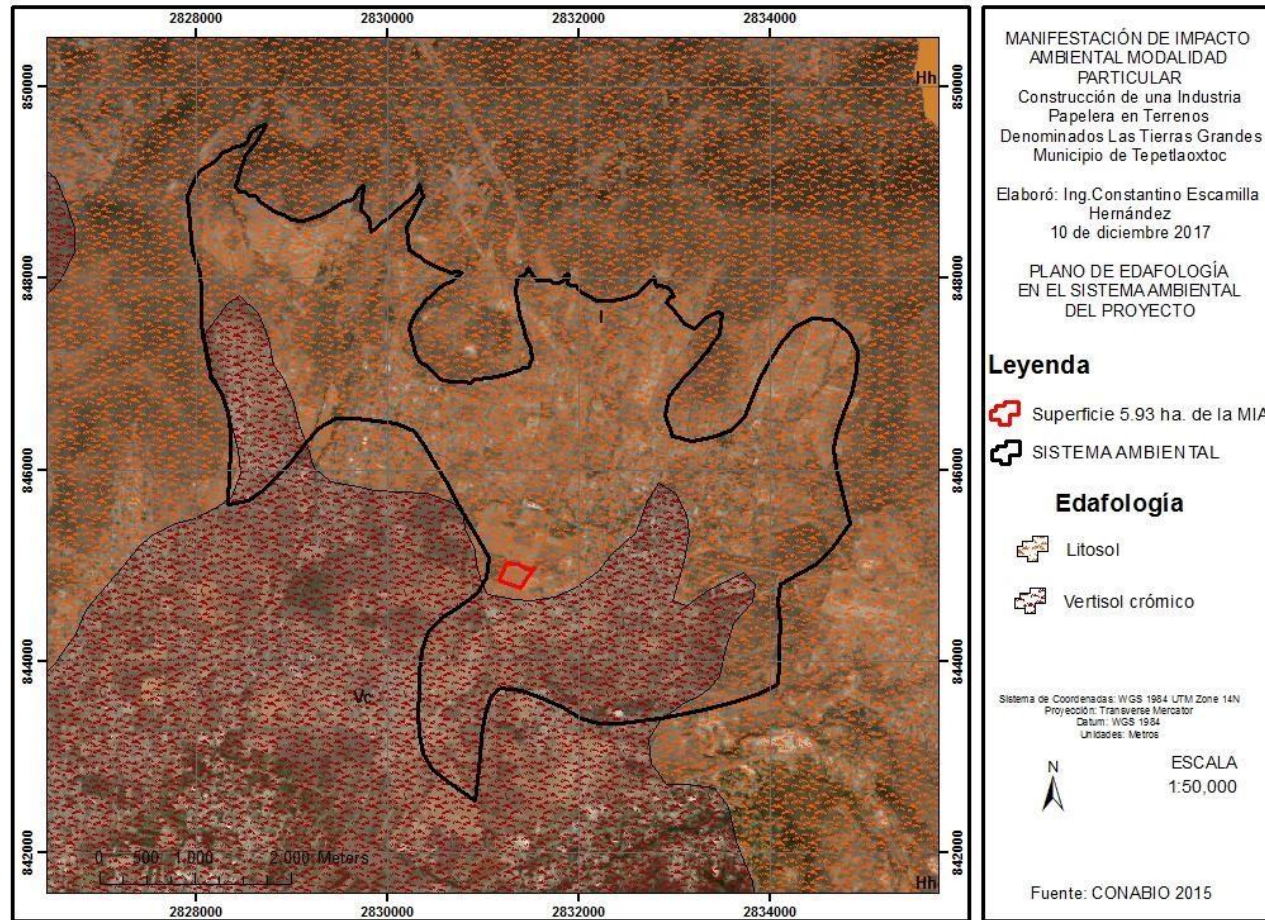 2828000 2830000 2832000 2834000
850000 850000
848000 848000
846000 846000
844000 844000
842000 842000
Hh
I
Vc
Hh
0 500 1,000 2,000 Meters
2828000 2830000 2832000 2834000
MANIFESTACIÓN DE IMPACTO
AMBIENTAL MODALIDAD
PARTICULAR
Construcción de una Industria
Papelera en Terrenos
Denominados Las Tierras Grandes
Municipio de Tepetlaoxtoc
Elaboró: Ing.Constantino Escamilla
Hernández
10 de diciembre 2017
PLANO DE EDAFOLOGÍA
EN EL SISTEMA AMBIENTAL
DEL PROYECTO
Leyenda
Superficie 5.93 ha. de la MIA
SISTEMA AMBIENTAL
Edafología
Litosol
Vertisol crómico
Sistema de Coordenadas: WGS 1984 UTM Zone 14N
Proyección: Transverse Mercator
Datum: WGS 1984
Unidades: Metros
N
ESCALA
1:50,000
Fuente: CONABIO 2015